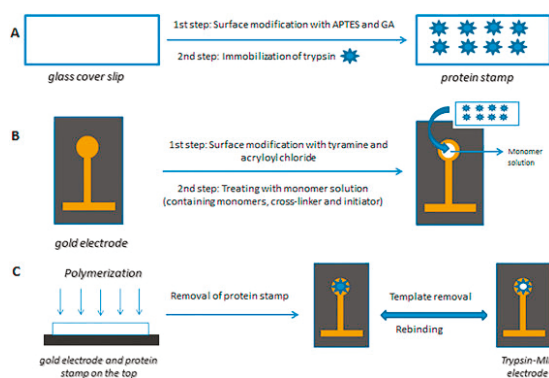 A
1st step: Surface modification with APTES and GA
2nd step: Immobilization of trypsin
glass cover slip
protein stamp
B
1st step: Surface modification with tyramine and
acryloyl chloride
2nd step: Treating with monomer solution
(containing monomers, cross-linker and initiator)
Monomer
solution
gold electrode
C
Polymerization
Removal of protein stamp
Template removal
Rebinding
gold electrode and protein
stamp on the top
Trypsin-MI
electrode